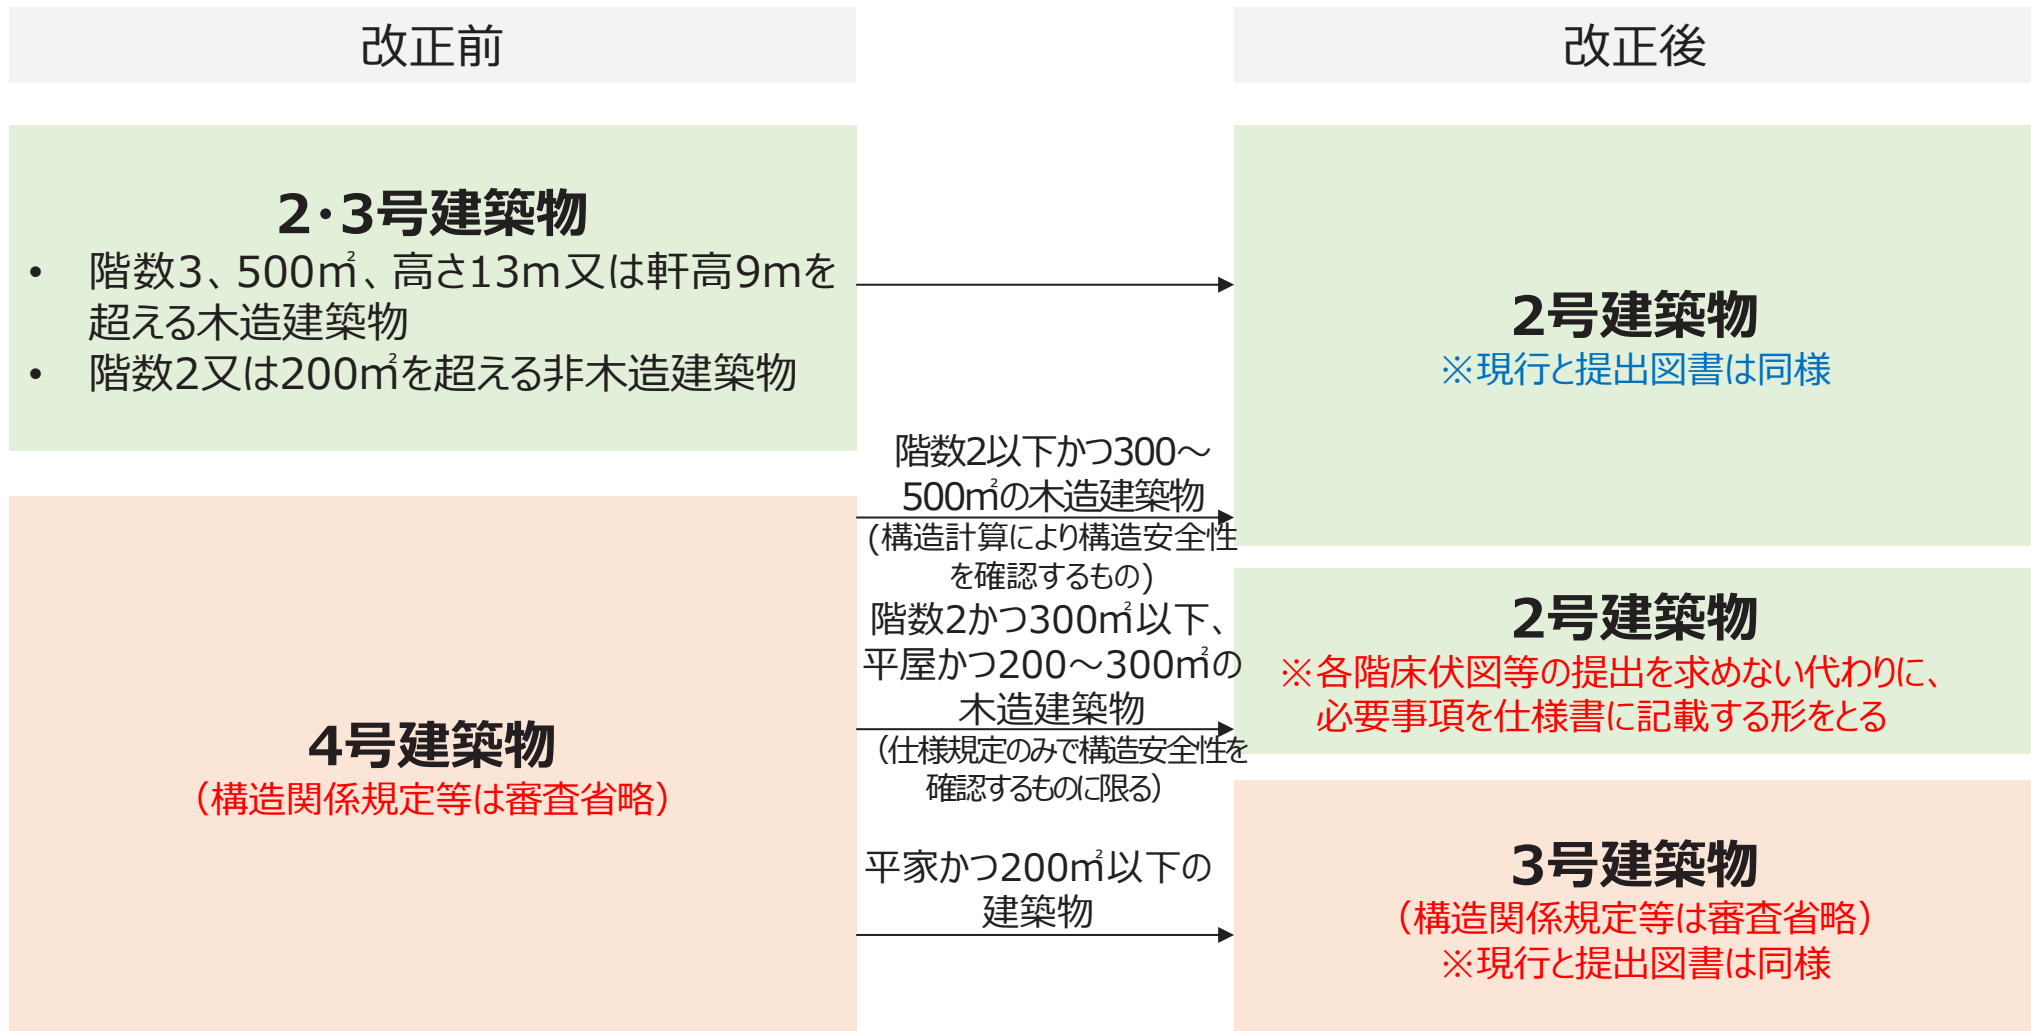 改正前
改正後
2・3号建築物
• 階数3、500㎡、高さ13m又は軒高9mを
超える木造建築物
• 階数2又は200㎡を超える非木造建築物
2号建築物
※現行と提出図書は同様
階数2以下かつ300～
500㎡の木造建築物
(構造計算により構造安全性
を確認するもの)
階数2かつ300㎡以下、
平屋かつ200～300㎡の
木造建築物
（仕様規定のみで構造安全性を
確認するものに限る）
2号建築物
※各階床伏図等の提出を求めない代わりに、
必要事項を仕様書に記載する形をとる
4号建築物
（構造関係規定等は審査省略）
平家かつ200㎡以下の
建築物
3号建築物
（構造関係規定等は審査省略）
※現行と提出図書は同様